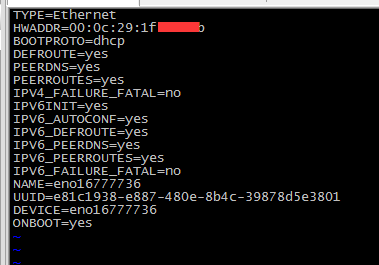 TYPE=Ethernet
HWADDR=00:0c:29:1f b
BOOTPROTO=dhcp
DEFROUTE=yes
PEERDNS=yes
PEERROUTES=yes
IPV4_FAILURE_FATAL=no
IPV6INIT=yes
IPV6_AUTOCONF=yes
IPV6_DEFROUTE=yes
IPV6_PEERDNS=yes
IPV6_PEERROUTES=yes
IPV6_FAILURE_FATAL=no
NAME=eno16777736
UUID=e81c1938-e887-480e-8b4c-39878d5e3801
DEVICE=eno16777736
ONBOOT=yes
~
~
~